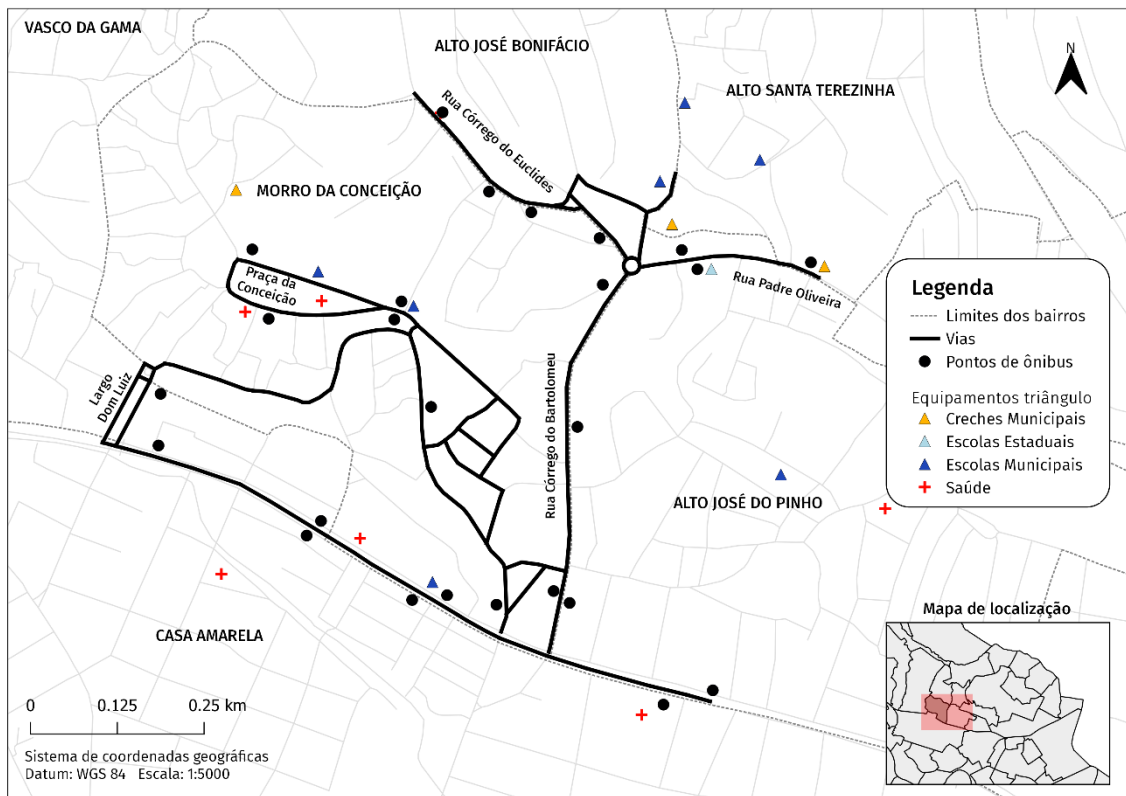 VASCO DA GAMA
ALTO JOSÉ BONIFÁCIO
N
ALTO SANTA TEREZINHA
Rua Córrego do Euclides
MORRO DA CONCEIÇÃO
Praça da
Conceição
Rua Padre Oliveira
Largo
Dom Luiz
Rua Córrego do Bartolomeu
ALTO JOSÉ DO PINHO
CASA AMARELA
Legenda
Limites dos bairros
Vias
Pontos de ônibus
Equipamentos triângulo
Creches Municipais
Escolas Estaduais
Escolas Municipais
Saúde
Mapa de localização
0 0.125 0.25 km
Sistema de coordenadas geográficas
Datum: WGS 84 Escala: 1:5000